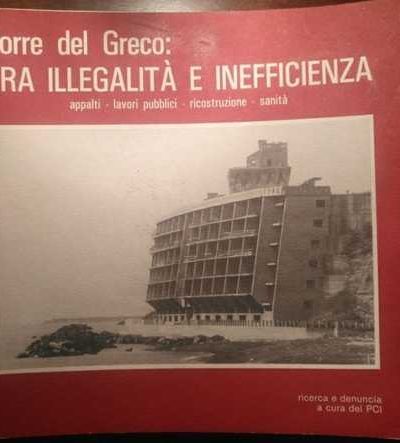 orre del Greco:
RA ILLEGALITÀ E INEFFICIENZA
appalti - lavori pubblici - ricostruzione - sanità
ricerca e denuncia
a cura del PCI